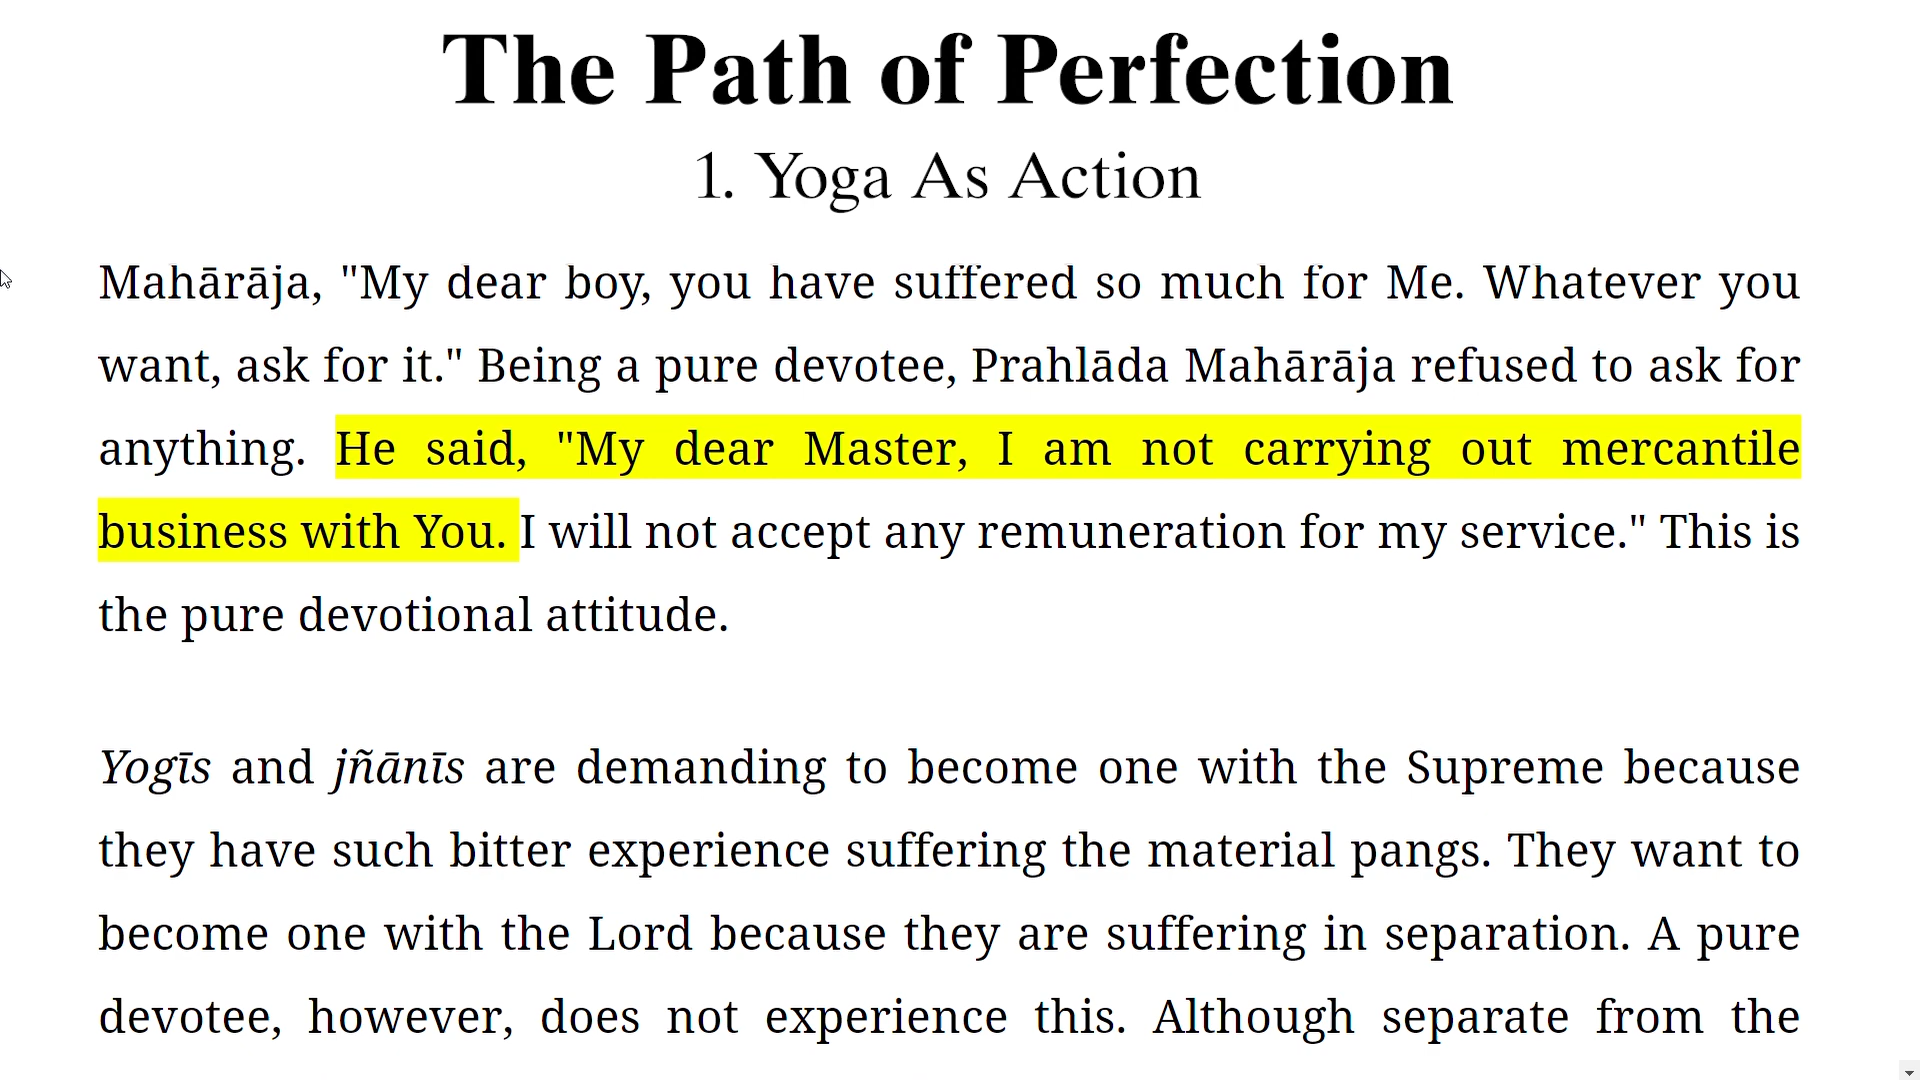 The Path of Perfection
1. Yoga As Action
Mahārāja, "My dear boy, you have suffered so much for Me. Whatever you
want, ask for it." Being a pure devotee, Prahlāda Mahārāja refused to ask for
anything. He said, "My dear Master, I am not carrying out mercantile
business with You. I will not accept any remuneration for my service." This is
the pure devotional attitude.
Yogīs and jñānīs are demanding to become one with the Supreme because
they have such bitter experience suffering the material pangs. They want to
become one with the Lord because they are suffering in separation. A pure
devotee, however, does not experience this. Although separate from the